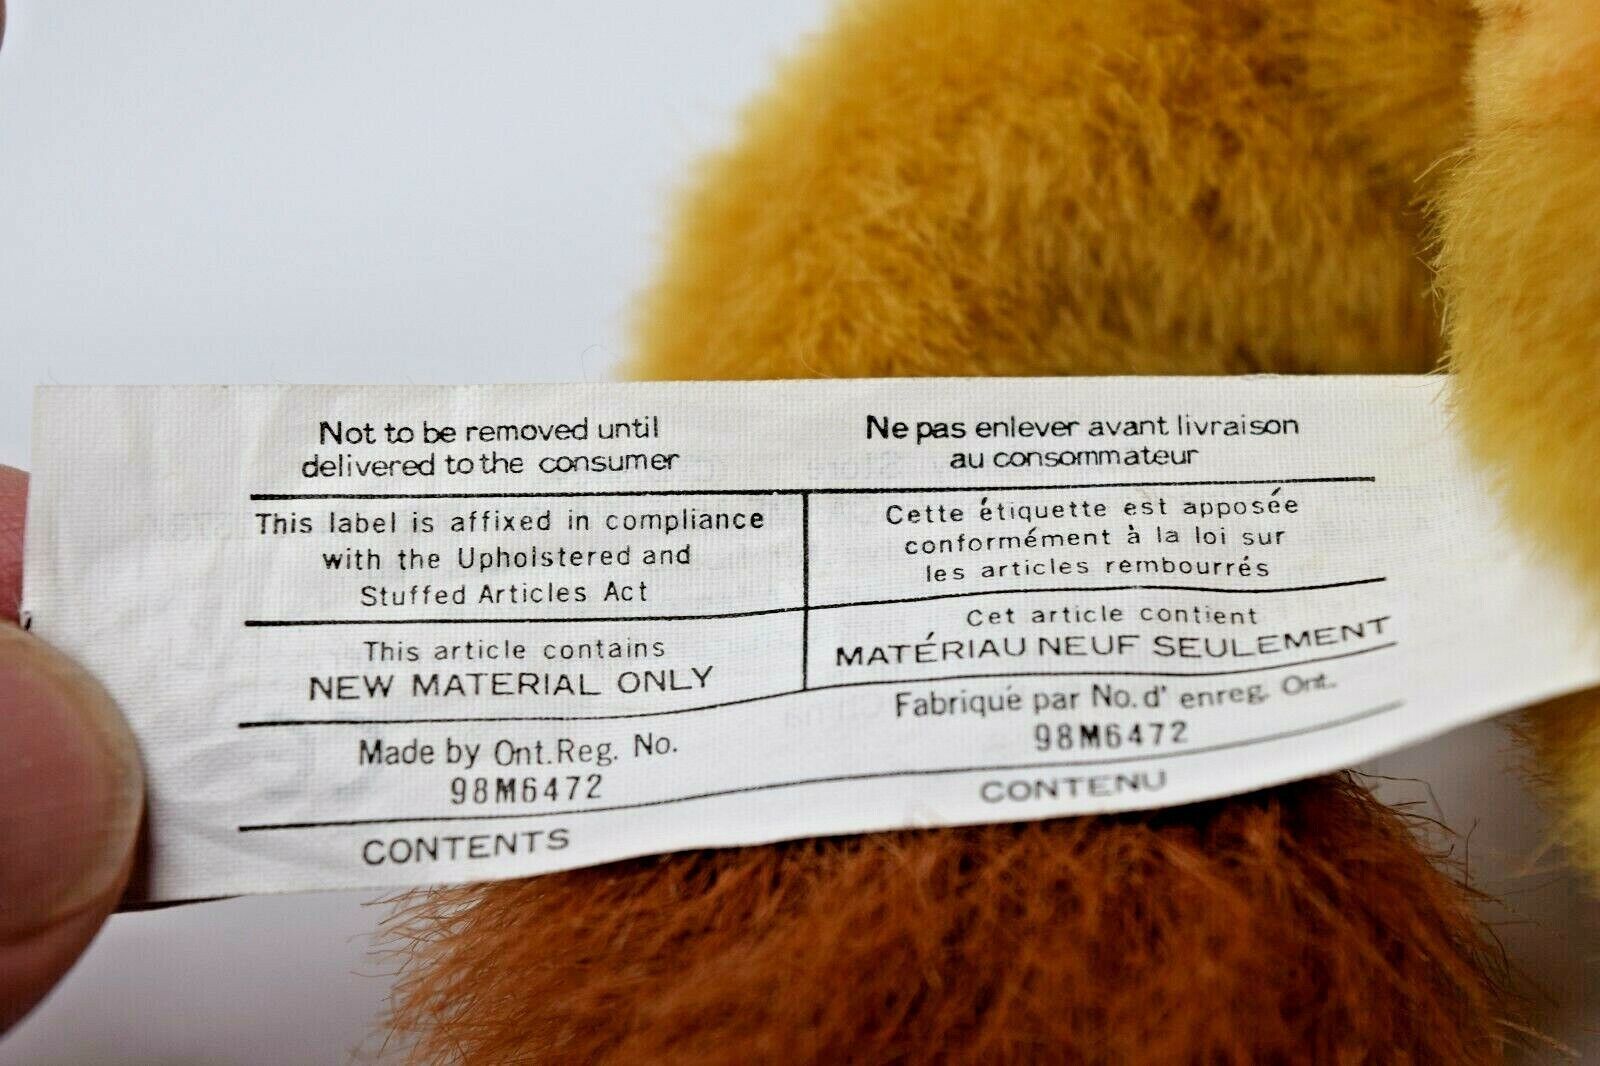 Not to be removed until
delivered to the consumer
Ne pas enlever avant livraison
au consommateur
This label is affixed in compliance
with the Upholstered and
Stuffed Articles Act
Cette étiquette est apposée
conformément à la loi sur
les articles rembourrés
This article contains
NEW MATERIAL ONLY
Cet article contient
MATÉRIAU NEUF SEULEMENT
Made by Ont. Reg. No.
98M6472
Fabrique par No. d' enreg. Ont.
98M6472
CONTENTS
CONTENU